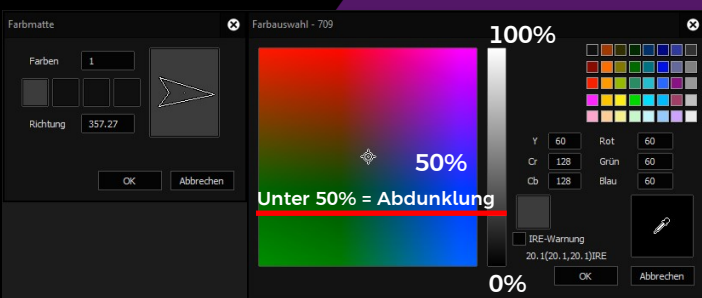 Farbmatte
Farben 1
Richtung 357.27
OK Abbrechen
Farbauswahl - 709
100%
50%
Unter 50% = Abdunklung
0%
Y 60 Rot 60
Cr 128 Grün 60
Cb 128 Blau 60
IRE-Warnung
20.1(20.1,20.1)IRE
OK Abbrechen